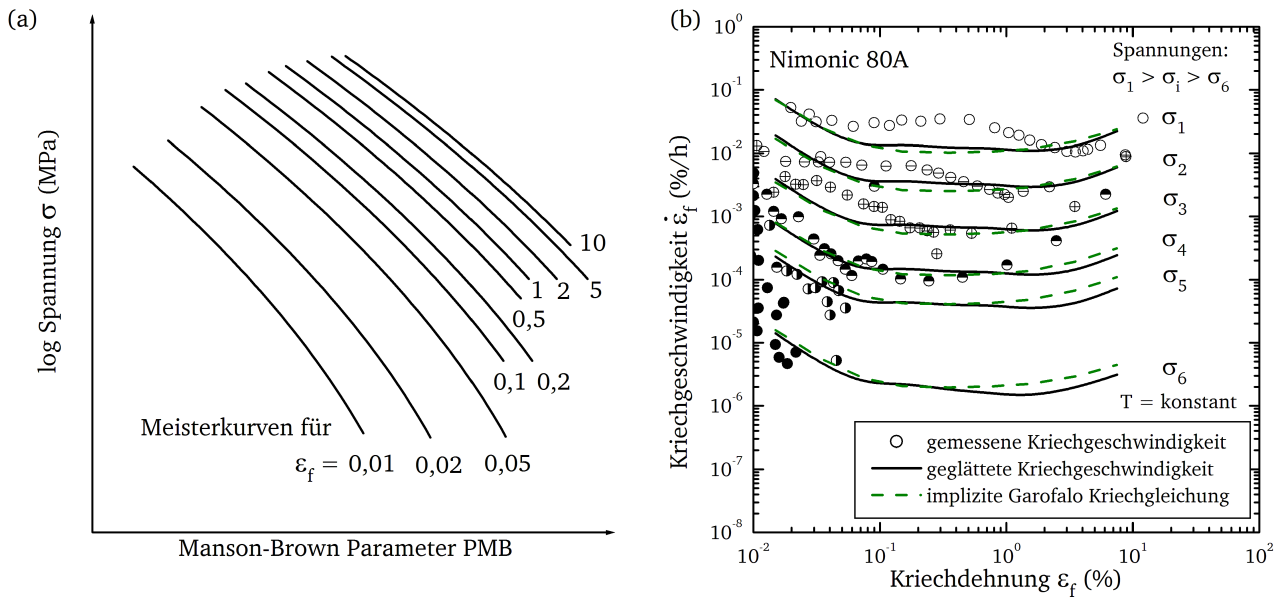 (a)
log Spannung σ (MPa)
10
1
2
5
0,5
0,1
0,2
Meisterkurven für
ε_f = 0,01
0,02
0,05
Manson-Brown Parameter PMB
(b)
Nimonic 80A
Spannungen:
σ_1 > σ_i > σ_6
σ_1
σ_2
σ_3
σ_4
σ_5
σ_6
T = konstant
gemessene Kriechgeschwindigkeit
geglättete Kriechgeschwindigkeit
implizite Garofalo Kriechgleichung
Kriechgeschwindigkeit ε̇_f (%/h)
10^0
10^-1
10^-2
10^-3
10^-4
10^-5
10^-6
10^-7
10^-8
10^-2
10^-1
10^0
10^1
10^2
Kriechdehnung ε_f (%)